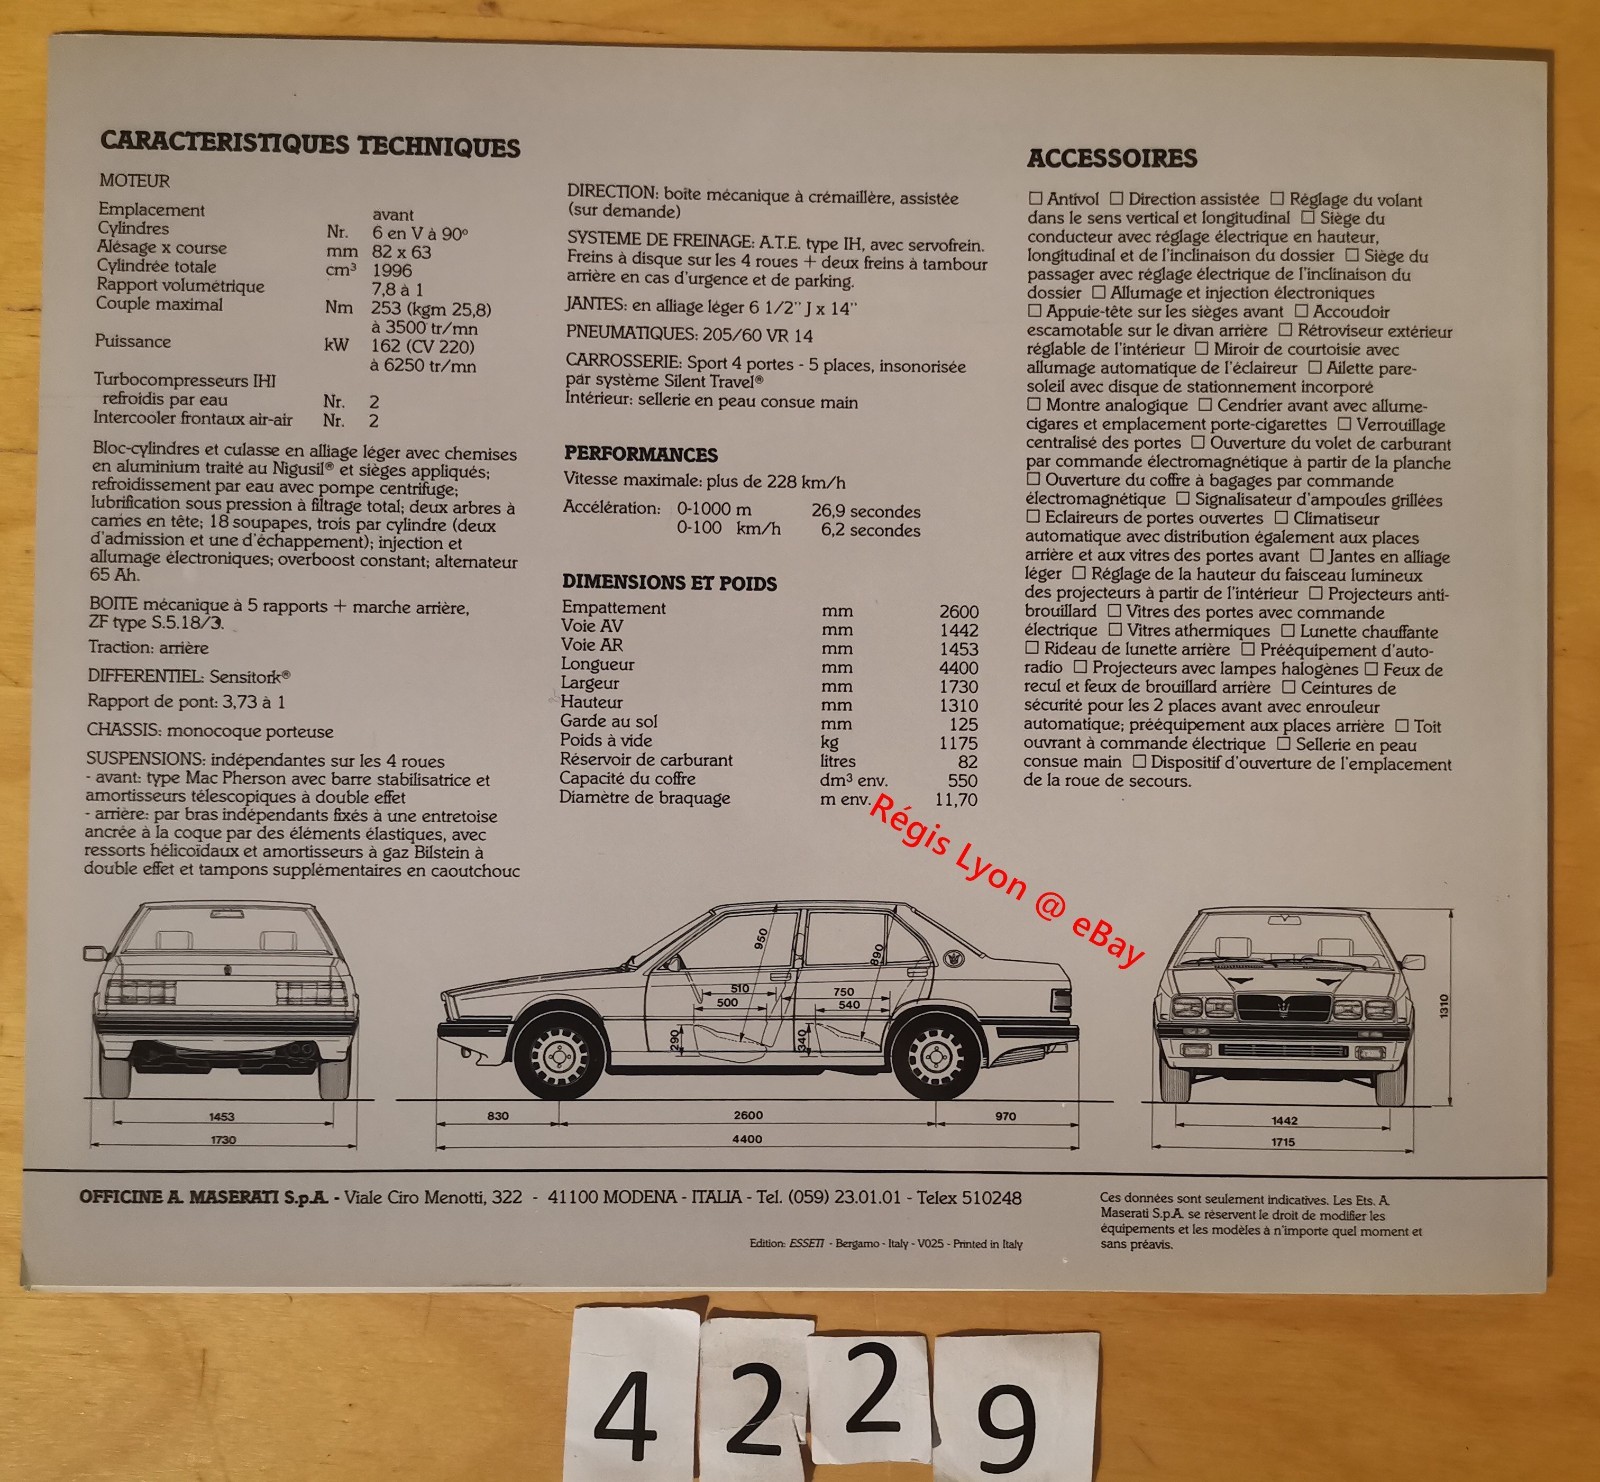 CARACTERISTIQUES TECHNIQUES
MOTEUR
Emplacement avant
Cylindres Nr. 6 en V à 90°
Alésage x course mm 82 x 63
Cylindrée totale cm³ 1996
Rapport volumétrique 7,8 à 1
Couple maximal Nm 253 (kgm 25,8)
à 3500 tr/mn
Puissance kW 162 (CV 220)
à 6250 tr/mn
Turbocompresseurs IHI
refroidis par eau Nr. 2
Intercooler frontaux air-air Nr. 2
Bloc-cylindres et culasse en alliage léger avec chemises
en aluminium traité au Nigusil® et sièges appliqués;
refroidissement par eau avec pompe centrifuge;
lubrification sous pression à filtrage total; deux arbres à
cames en tête; 18 soupapes, trois par cylindre (deux
d'admission et une d'échappement); injection et
allumage électroniques; overboost constant; alternateur
65 Ah.
BOITE mécanique à 5 rapports + marche arrière,
ZF type S.5.18/3.
Traction: arrière
DIFFERENTIEL: Sensitork®
Rapport de pont: 3,73 à 1
CHASSIS: monocoque porteuse
SUSPENSIONS: indépendantes sur les 4 roues
- avant: type Mac Pherson avec barre stabilisatrice et
amortisseurs télescopiques à double effet
- arrière: par bras indépendants fixés à une entretoise
ancrée à la coque par des éléments élastiques, avec
ressorts hélicoïdaux et amortisseurs à gaz Bilstein à
double effet et tampons supplémentaires en caoutchouc
DIRECTION: boîte mécanique à crémaillère, assistée
(sur demande)
SYSTEME DE FREINAGE: A.T.E. type IH, avec servofrein.
Freins à disque sur les 4 roues + deux freins à tambour
arrière en cas d'urgence et de parking.
JANTES: en alliage léger 6 1/2" J x 14"
PNEUMATIQUES: 205/60 VR 14
CARROSSERIE: Sport 4 portes - 5 places, insonorisée
par système Silent Travel®
Intérieur: sellerie en peau consue main
PERFORMANCES
Vitesse maximale: plus de 228 km/h
Accélération: 0-1000 m 26,9 secondes
0-100 km/h 6,2 secondes
DIMENSIONS ET POIDS
Empattement mm 2600
Voie AV mm 1442
Voie AR mm 1453
Longueur mm 4400
Largeur mm 1730
Hauteur mm 1310
Garde au sol mm 125
Poids à vide kg 1175
Réservoir de carburant litres 82
Capacité du coffre dm³ env. 550
Diamètre de braquage m env. 11,70
ACCESSOIRES
☐ Antivol ☐ Direction assistée ☐ Réglage du volant
dans le sens vertical et longitudinal ☐ Siège du
conducteur avec réglage électrique en hauteur,
longitudinal et de l'inclinaison du dossier ☐ Siège du
passager avec réglage électrique de l'inclinaison du
dossier ☐ Allumage et injection électroniques
☐ Appuie-tête sur les sièges avant ☐ Accoudoir
escamotable sur le divan arrière ☐ Rétroviseur extérieur
réglable de l'intérieur ☐ Miroir de courtoisie avec
allumage automatique de l'éclaireur ☐ Ailette pare-
soleil avec disque de stationnement incorporé
☐ Montre analogique ☐ Cendrier avant avec allume-
cigares et emplacement porte-cigarettes ☐ Verrouillage
centralisé des portes ☐ Ouverture du volet de carburant
par commande électromagnétique à partir de la planche
☐ Ouverture du coffre à bagages par commande
électromagnétique ☐ Signalisateur d'ampoules grillées
☐ Eclaireurs de portes ouvertes ☐ Climatiseur
automatique avec distribution également aux places
arrière et aux vitres des portes avant ☐ Jantes en alliage
léger ☐ Réglage de la hauteur du faisceau lumineux
des projecteurs à partir de l'intérieur ☐ Projecteurs anti-
brouillard ☐ Vitres des portes avec commande
électrique ☐ Vitres athermiques ☐ Lunette chauffante
☐ Rideau de lunette arrière ☐ Prééquipement d'auto-
radio ☐ Projecteurs avec lampes halogènes ☐ Feux de
recul et feux de brouillard arrière ☐ Ceintures de
sécurité pour les 2 places avant avec enrouleur
automatique; prééquipement aux places arrière ☐ Toit
ouvrant à commande électrique ☐ Sellerie en peau
consue main ☐ Dispositif d'ouverture de l'emplacement
de la roue de secours.
Régis Lyon @ eBay
1453
1730
950
890
510
500
750
540
290
340
830 2600 970
4400
1310
1442
1715
OFFICINE A. MASERATI S.p.A. - Viale Ciro Menotti, 322 - 41100 MODENA - ITALIA - Tel. (059) 23.01.01 - Telex 510248
Edition: ESSETI - Bergamo - Italy - V025 - Printed in Italy
Ces données sont seulement indicatives. Les Ets. A.
Maserati S.p.A. se réservent le droit de modifier les
équipements et les modèles à n'importe quel moment et
sans préavis.
4229